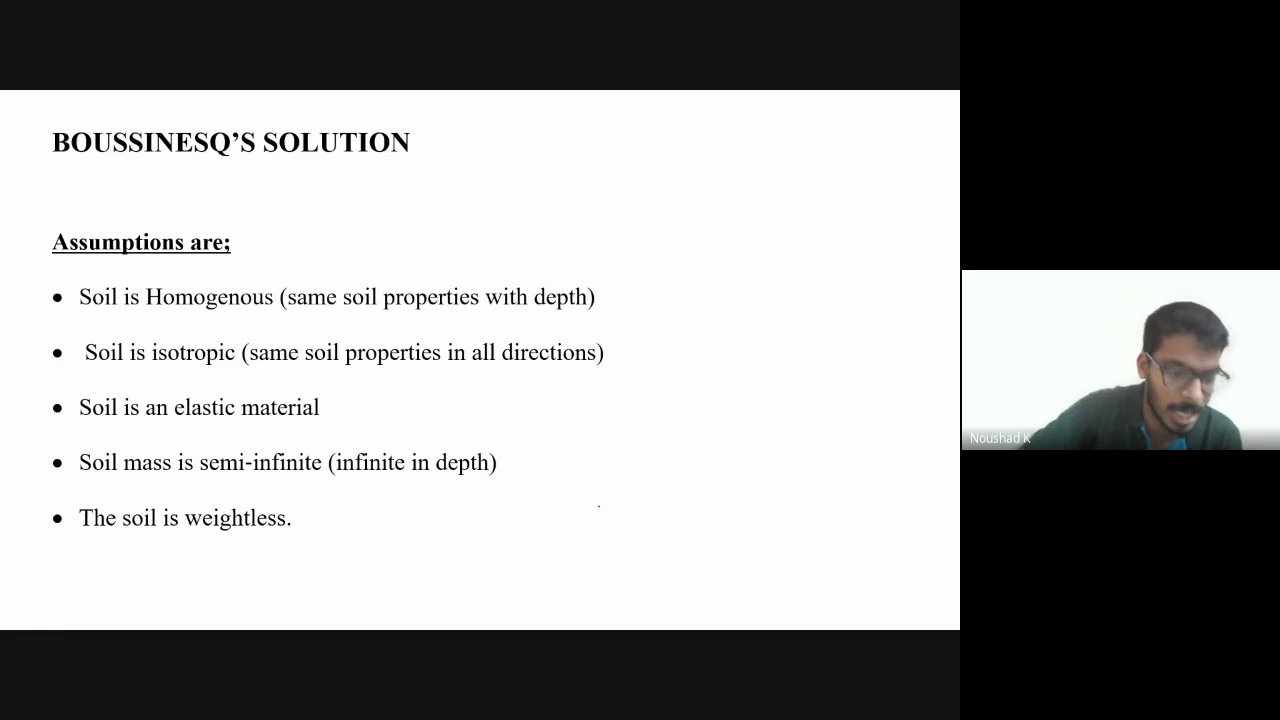 BOUSSINESQ’S SOLUTION
Assumptions are;
• Soil is Homogenous (same soil properties with depth)
• Soil is isotropic (same soil properties in all directions)
• Soil is an elastic material
• Soil mass is semi-infinite (infinite in depth)
• The soil is weightless.
Noushad K